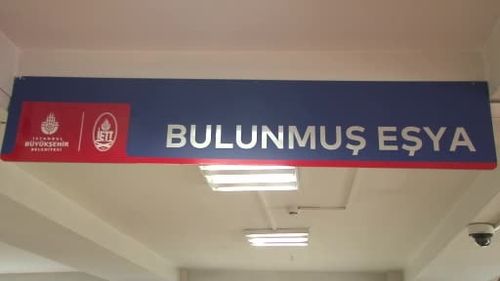 İSTANBUL
BÜYÜKŞEHİR
BELEDİYESİ
İETT
BULUNMUŞ EŞYA